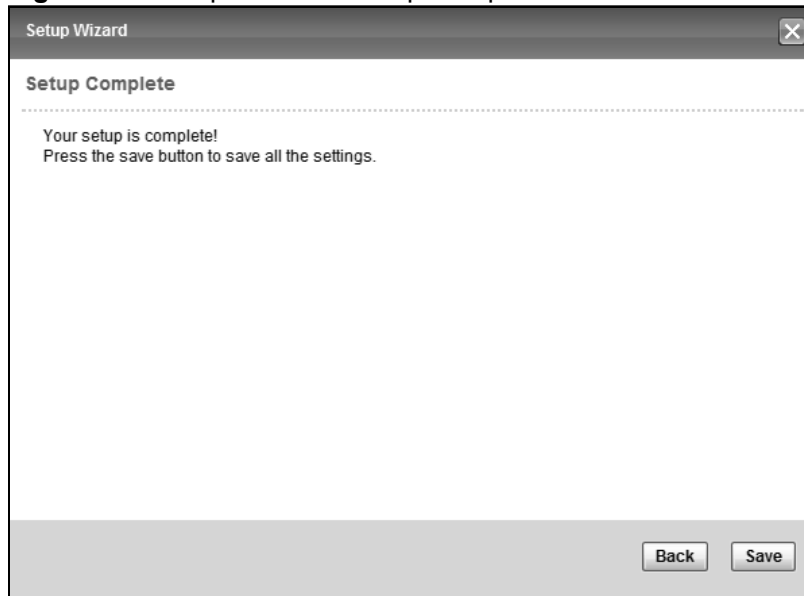 Setup Wizard
Setup Complete
Your setup is complete!
Press the save button to save all the settings.
Back Save